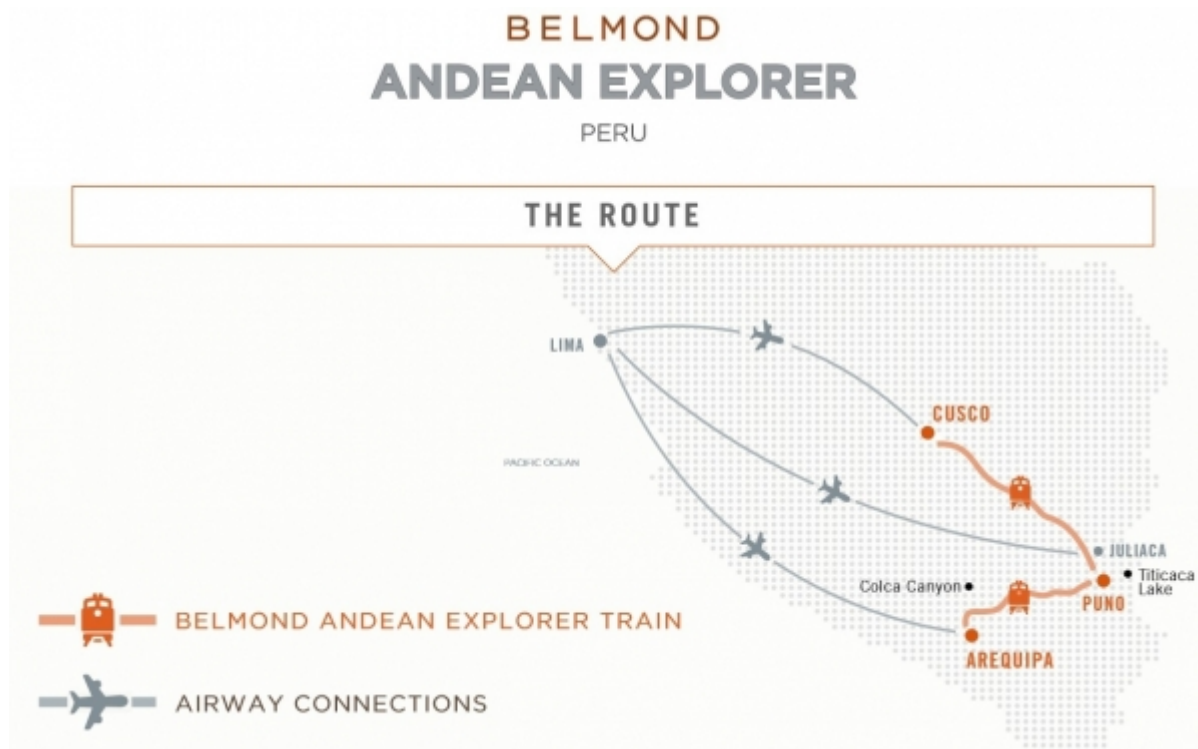 BELMOND
ANDEAN EXPLORER
PERU
THE ROUTE
LIMA
CUSCO
PACIFIC OCEAN
JULIACA
Titicaca
Lake
Colca Canyon
PUNO
BELMOND ANDEAN EXPLORER TRAIN
AREQUIPA
AIRWAY CONNECTIONS